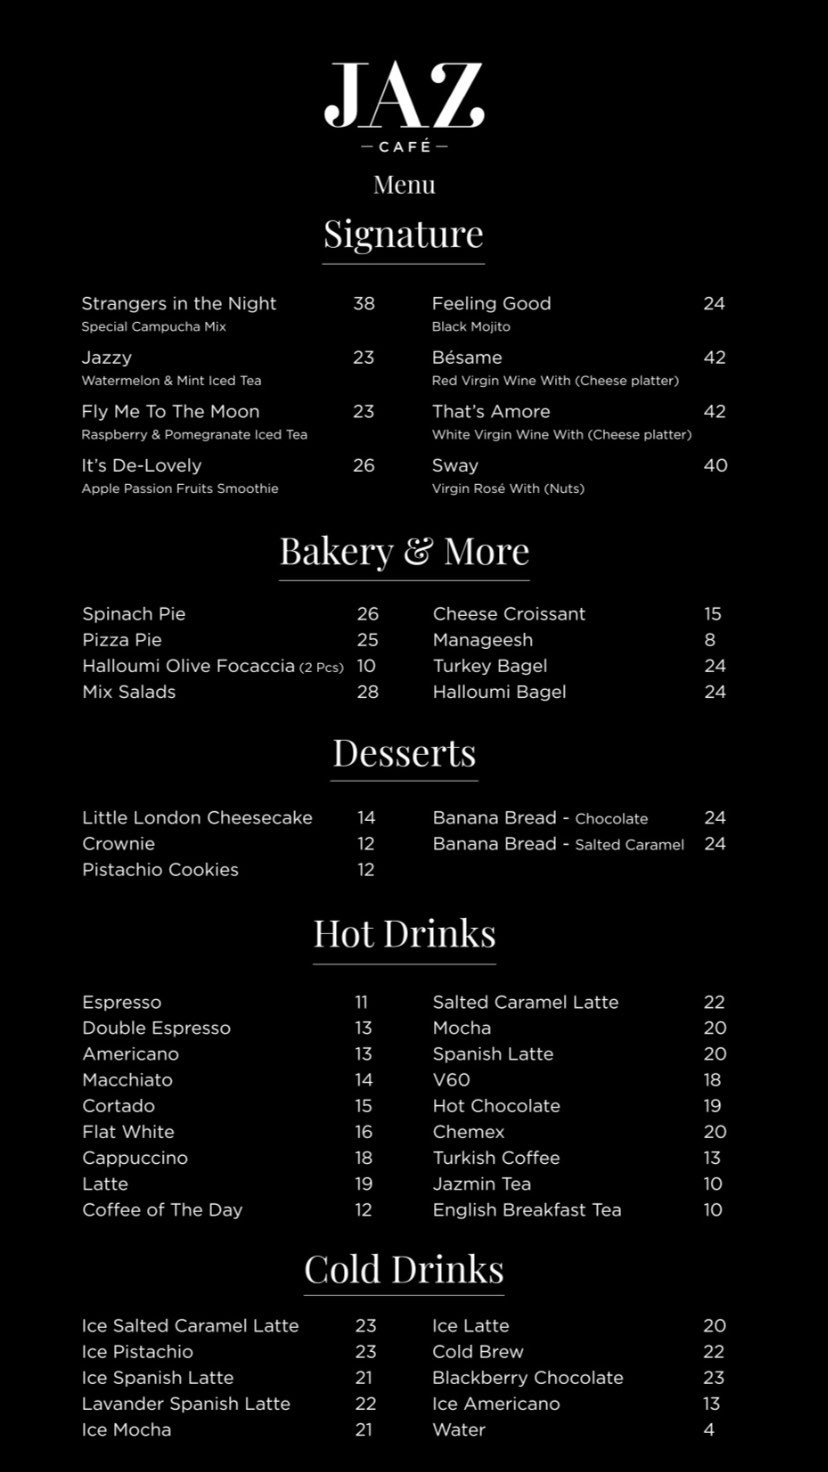 JAZ
— CAFÉ —
Menu
Signature
Strangers in the Night 38
Special Campucha Mix
Jazzy 23
Watermelon & Mint Iced Tea
Fly Me To The Moon 23
Raspberry & Pomegranate Iced Tea
It's De-Lovely 26
Apple Passion Fruits Smoothie
Feeling Good 24
Black Mojito
Bésame 42
Red Virgin Wine With (Cheese platter)
That's Amore 42
White Virgin Wine With (Cheese platter)
Sway 40
Virgin Rosé With (Nuts)
Bakery & More
Spinach Pie 26
Pizza Pie 25
Halloumi Olive Focaccia (2 Pcs) 10
Mix Salads 28
Cheese Croissant 15
Manageesh 8
Turkey Bagel 24
Halloumi Bagel 24
Desserts
Little London Cheesecake 14
Crownie 12
Pistachio Cookies 12
Banana Bread - Chocolate 24
Banana Bread - Salted Caramel 24
Hot Drinks
Espresso 11
Double Espresso 13
Americano 13
Macchiato 14
Cortado 15
Flat White 16
Cappuccino 18
Latte 19
Coffee of The Day 12
Salted Caramel Latte 22
Mocha 20
Spanish Latte 20
V60 18
Hot Chocolate 19
Chemex 20
Turkish Coffee 13
Jazmin Tea 10
English Breakfast Tea 10
Cold Drinks
Ice Salted Caramel Latte 23
Ice Pistachio 23
Ice Spanish Latte 21
Lavander Spanish Latte 22
Ice Mocha 21
Ice Latte 20
Cold Brew 22
Blackberry Chocolate 23
Ice Americano 13
Water 4